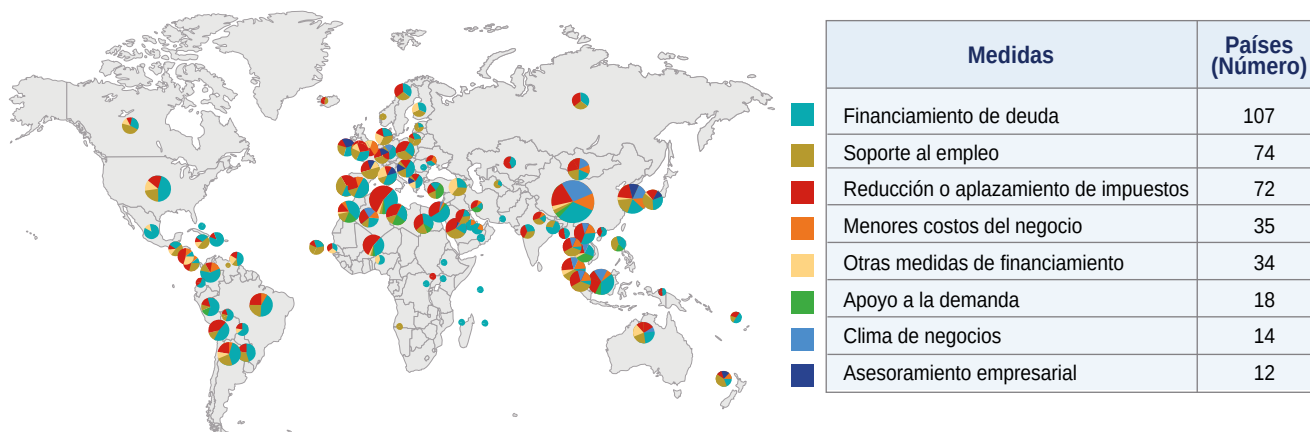 Medidas
Países
(Número)
Financiamiento de deuda 107
Soporte al empleo 74
Reducción o aplazamiento de impuestos 72
Menores costos del negocio 35
Otras medidas de financiamiento 34
Apoyo a la demanda 18
Clima de negocios 14
Asesoramiento empresarial 12